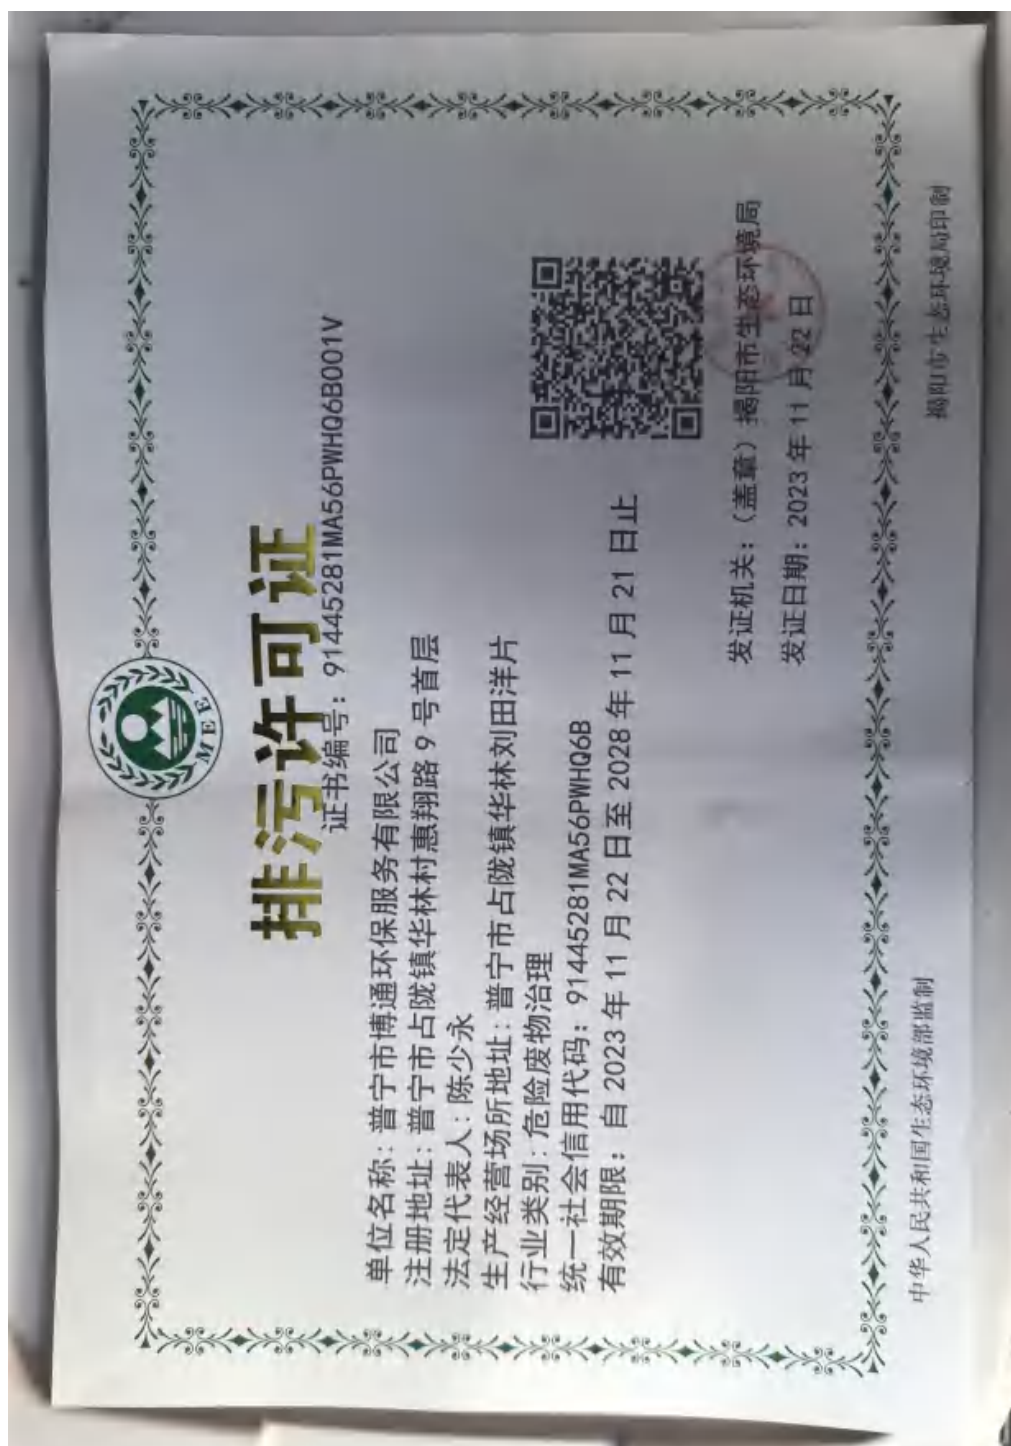 MEE
排污许可证
证书编号：91445281MA56PWHQ6B001V
单位名称：普宁市博通环保服务有限公司
注册地址：普宁市占陇镇华林村惠翔路9号首层
法定代表人：陈少永
生产经营场所地址：普宁市占陇镇华林刘田洋片
行业类别：危险废物治理
统一社会信用代码：91445281MA56PWHQ6B
有效期限：自2023年11月22日至2028年11月21日止
发证机关：（盖章）揭阳市生态环境局
发证日期：2023年11月22日
中华人民共和国生态环境部监制
揭阳市生态环境局印制